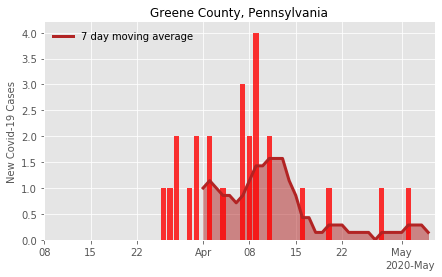 Greene County, Pennsylvania
7 day moving average
New Covid-19 Cases
4.0
3.5
3.0
2.5
2.0
1.5
1.0
0.5
0.0
08 15 22 Apr 08 15 22 May
2020-May